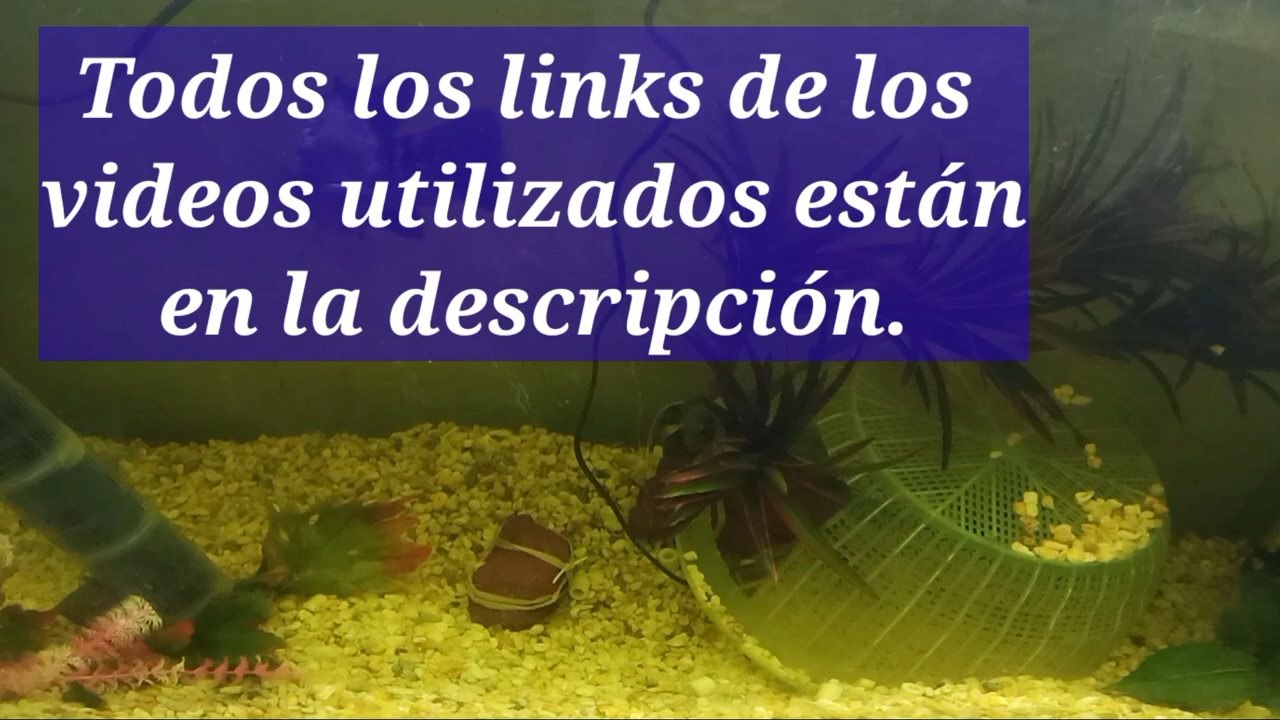 Todos los links de los
videos utilizados están
en la descripción.